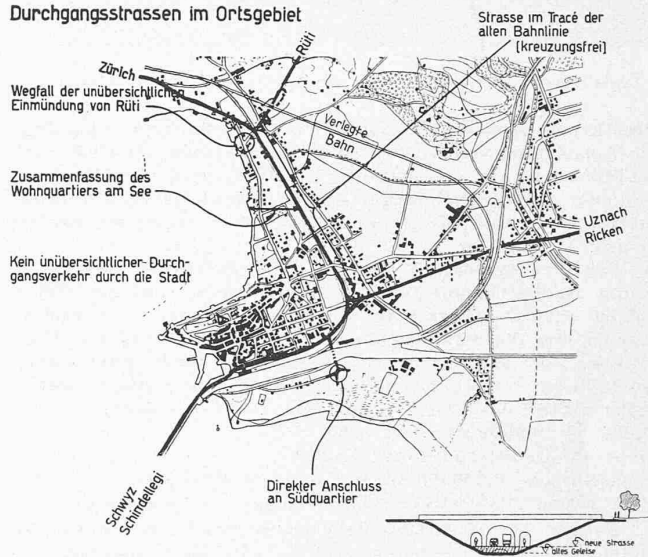 Durchgangsstrassen im Ortsgebiet
Strasse im Tracé der
alten Bahnlinie
(kreuzungsfrei)
Rüti
Zürich
Wegfall der unübersichtlichen
Einmündung von Rüti
Verlegte
Bahn
Zusammenfassung des
Wohnquartiers am See
Uznach
Ricken
Kein unübersichtlicher Durch-
gangsverkehr durch die Stadt
Direkter Anschluss
an Südquartier
Schwyz
Schindellegi
neue Strasse
altes Geleise